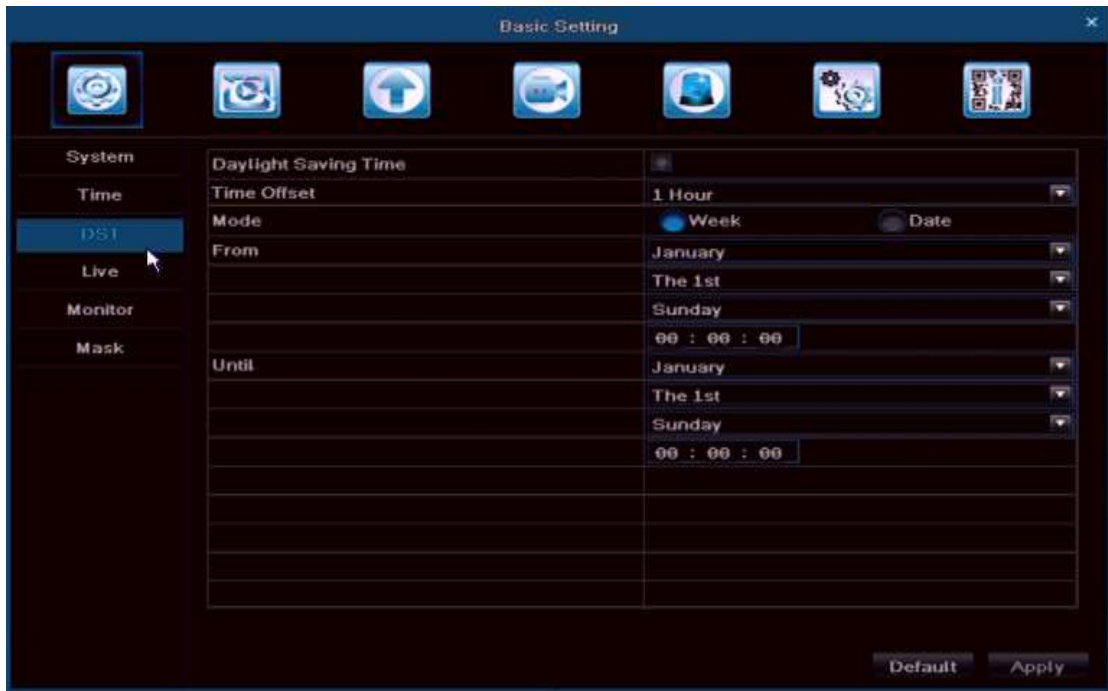 Basic Setting
System
Time
DST
Live
Monitor
Mask
Daylight Saving Time
Time Offset 1 Hour
Mode Week Date
From January
The 1st
Sunday
00 : 00 : 00
Until January
The 1st
Sunday
00 : 00 : 00
Default Apply